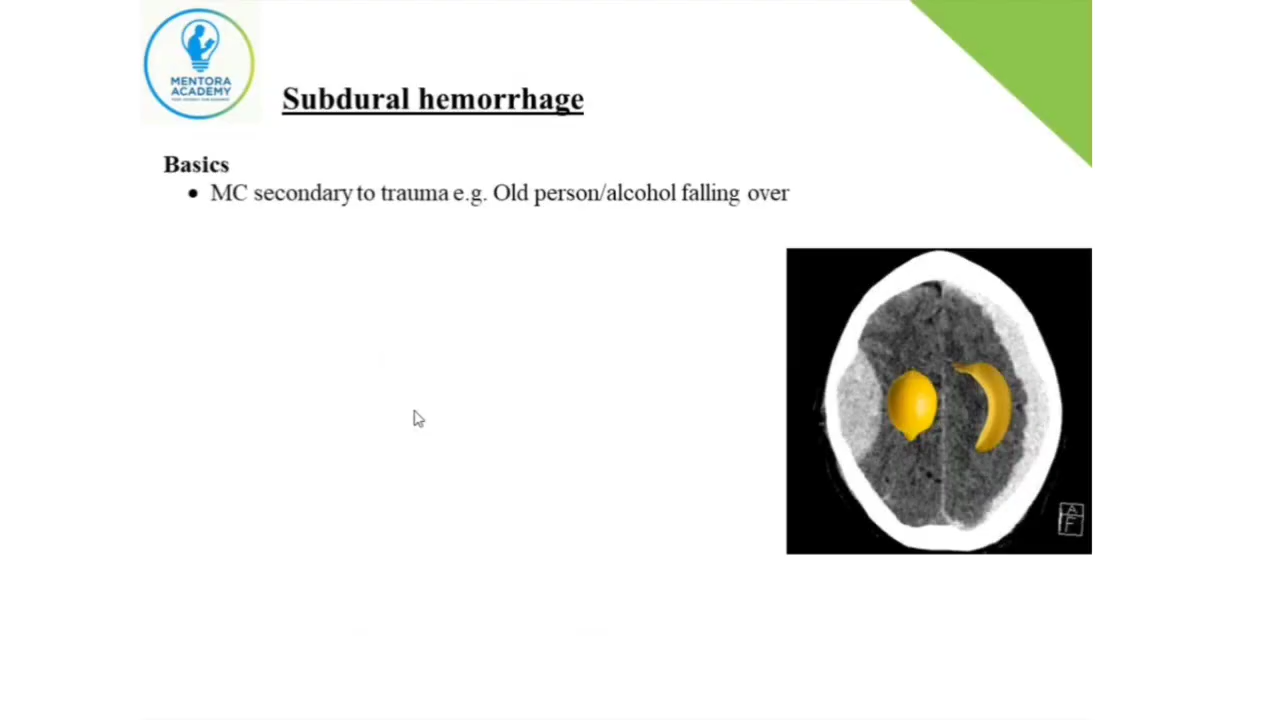 MENTORA
ACADEMY
Subdural hemorrhage
Basics
• MC secondary to trauma e.g. Old person/alcohol falling over
A
F